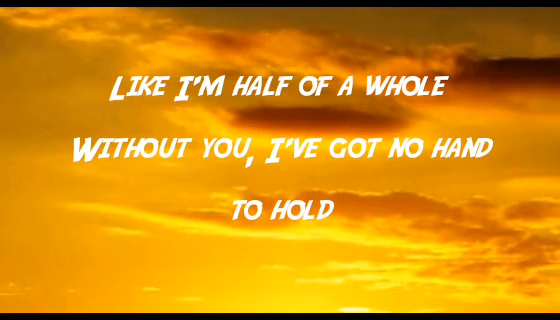 Like I'm half of a whole
Without you, I've got no hand
to hold